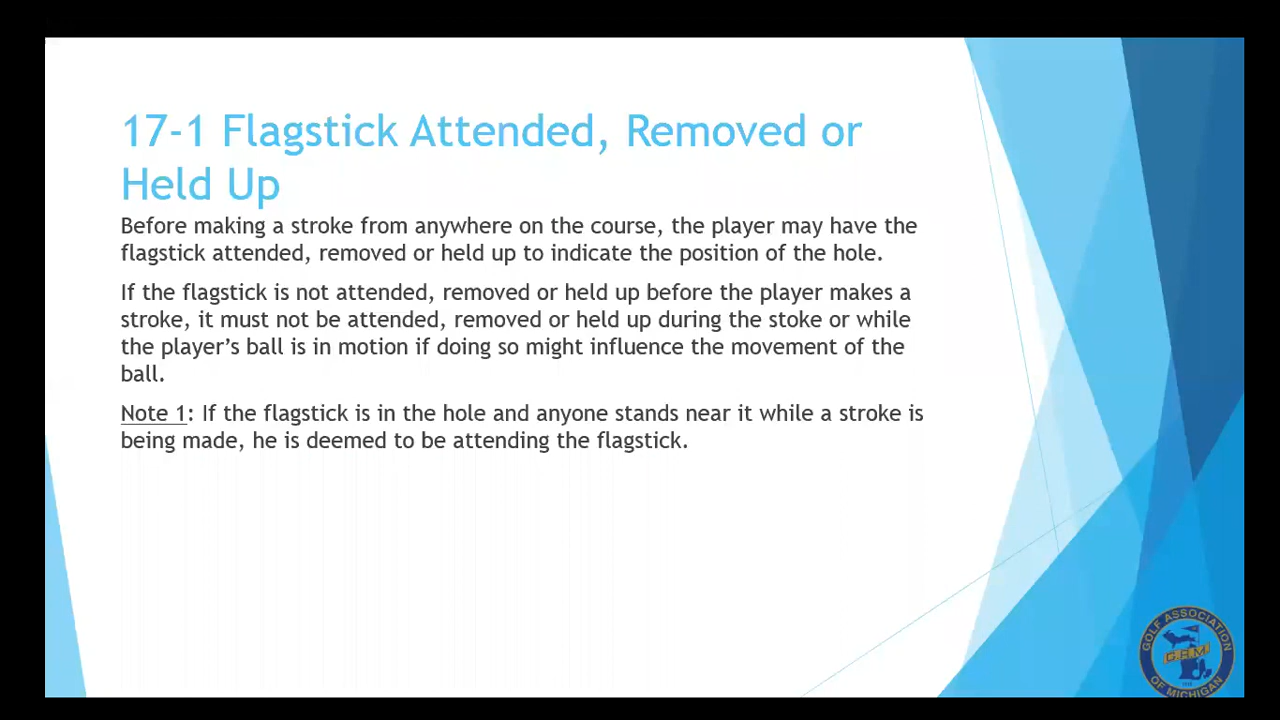 17-1 Flagstick Attended, Removed or
Held Up
Before making a stroke from anywhere on the course, the player may have the
flagstick attended, removed or held up to indicate the position of the hole.
If the flagstick is not attended, removed or held up before the player makes a
stroke, it must not be attended, removed or held up during the stoke or while
the player’s ball is in motion if doing so might influence the movement of the
ball.
Note 1: If the flagstick is in the hole and anyone stands near it while a stroke is
being made, he is deemed to be attending the flagstick.
GOLF ASSOCIATION
G.A.M.
OF MICHIGAN